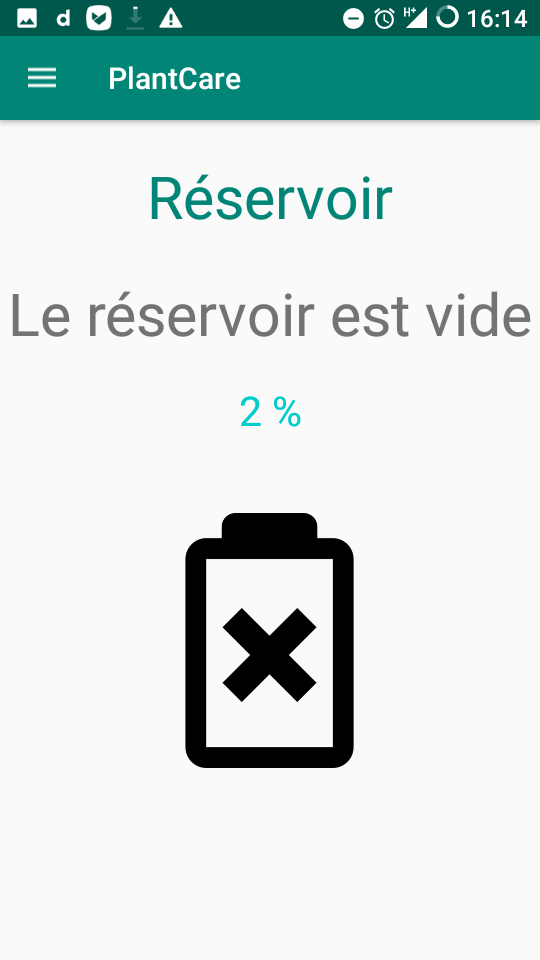 d H+ 16:14
PlantCare
Réservoir
Le réservoir est vide
2 %